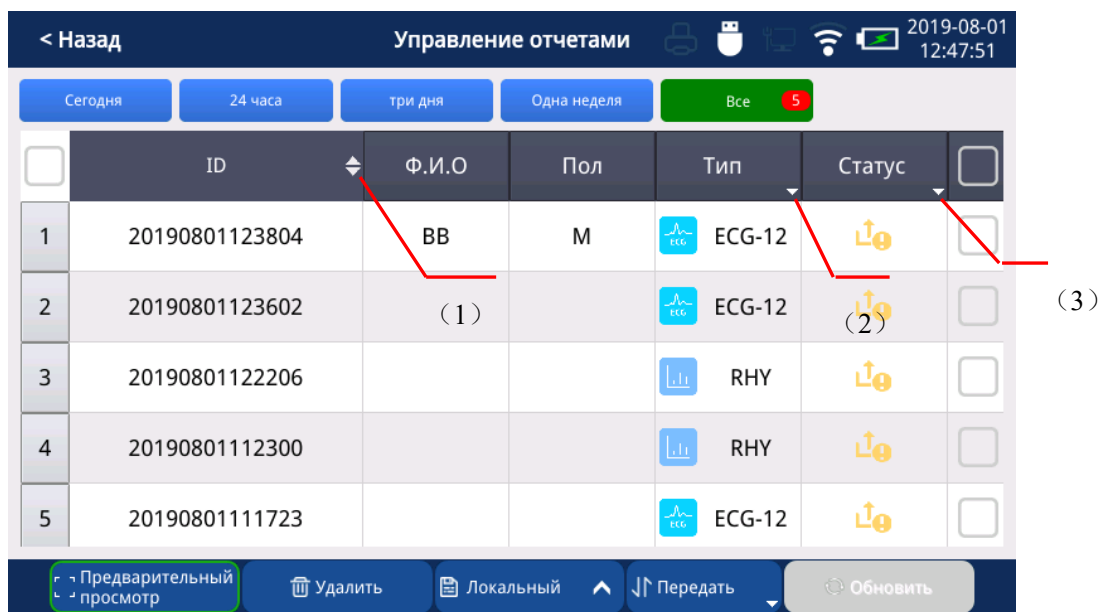 < Назад Управление отчетами 2019-08-01
12:47:51
Сегодня 24 часа три дня Одна неделя Все 5
ID Ф.И.О Пол Тип Статус
1 20190801123804 BB M ECG ECG-12
2 20190801123602 ECG ECG-12
(1) (2) (3)
3 20190801122206 RHY
4 20190801112300 RHY
5 20190801111723 ECG ECG-12
Предварительный
просмотр Удалить Локальный Передать Обновить